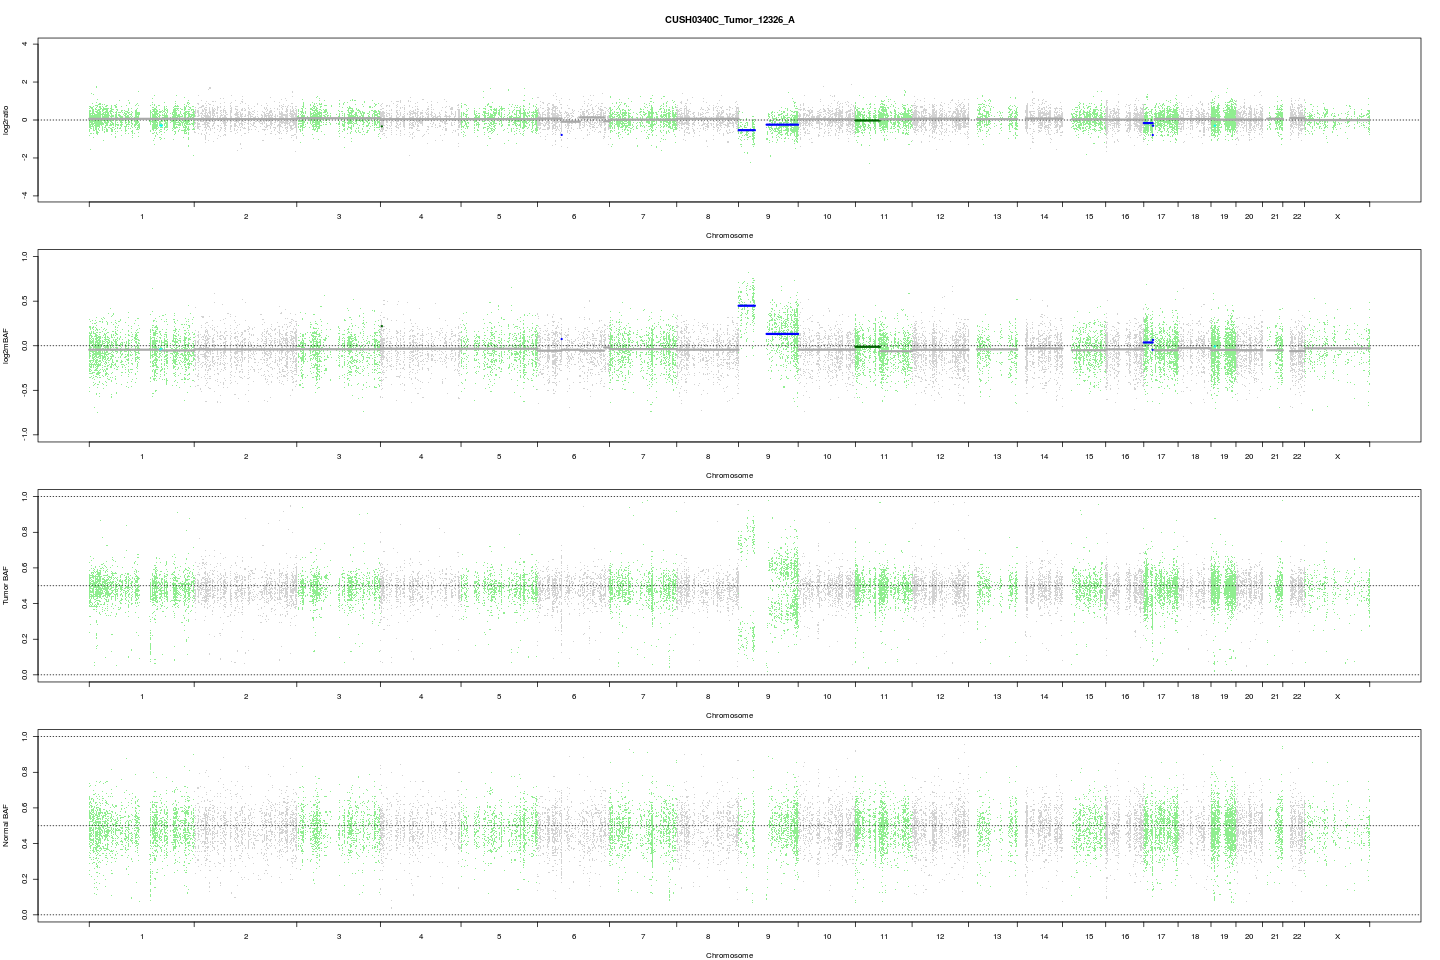 CUSH0340C_Tumor_12326_A
log2ratio
4
2
0
-2
-4
1 2 3 4 5 6 7 8 9 10 11 12 13 14 15 16 17 18 19 20 21 22 X
Chromosome
log2mBAF
1.0
0.5
0.0
-0.5
-1.0
1 2 3 4 5 6 7 8 9 10 11 12 13 14 15 16 17 18 19 20 21 22 X
Chromosome
Tumor BAF
1.0
0.8
0.6
0.4
0.2
0.0
1 2 3 4 5 6 7 8 9 10 11 12 13 14 15 16 17 18 19 20 21 22 X
Chromosome
Normal BAF
1.0
0.8
0.6
0.4
0.2
0.0
1 2 3 4 5 6 7 8 9 10 11 12 13 14 15 16 17 18 19 20 21 22 X
Chromosome